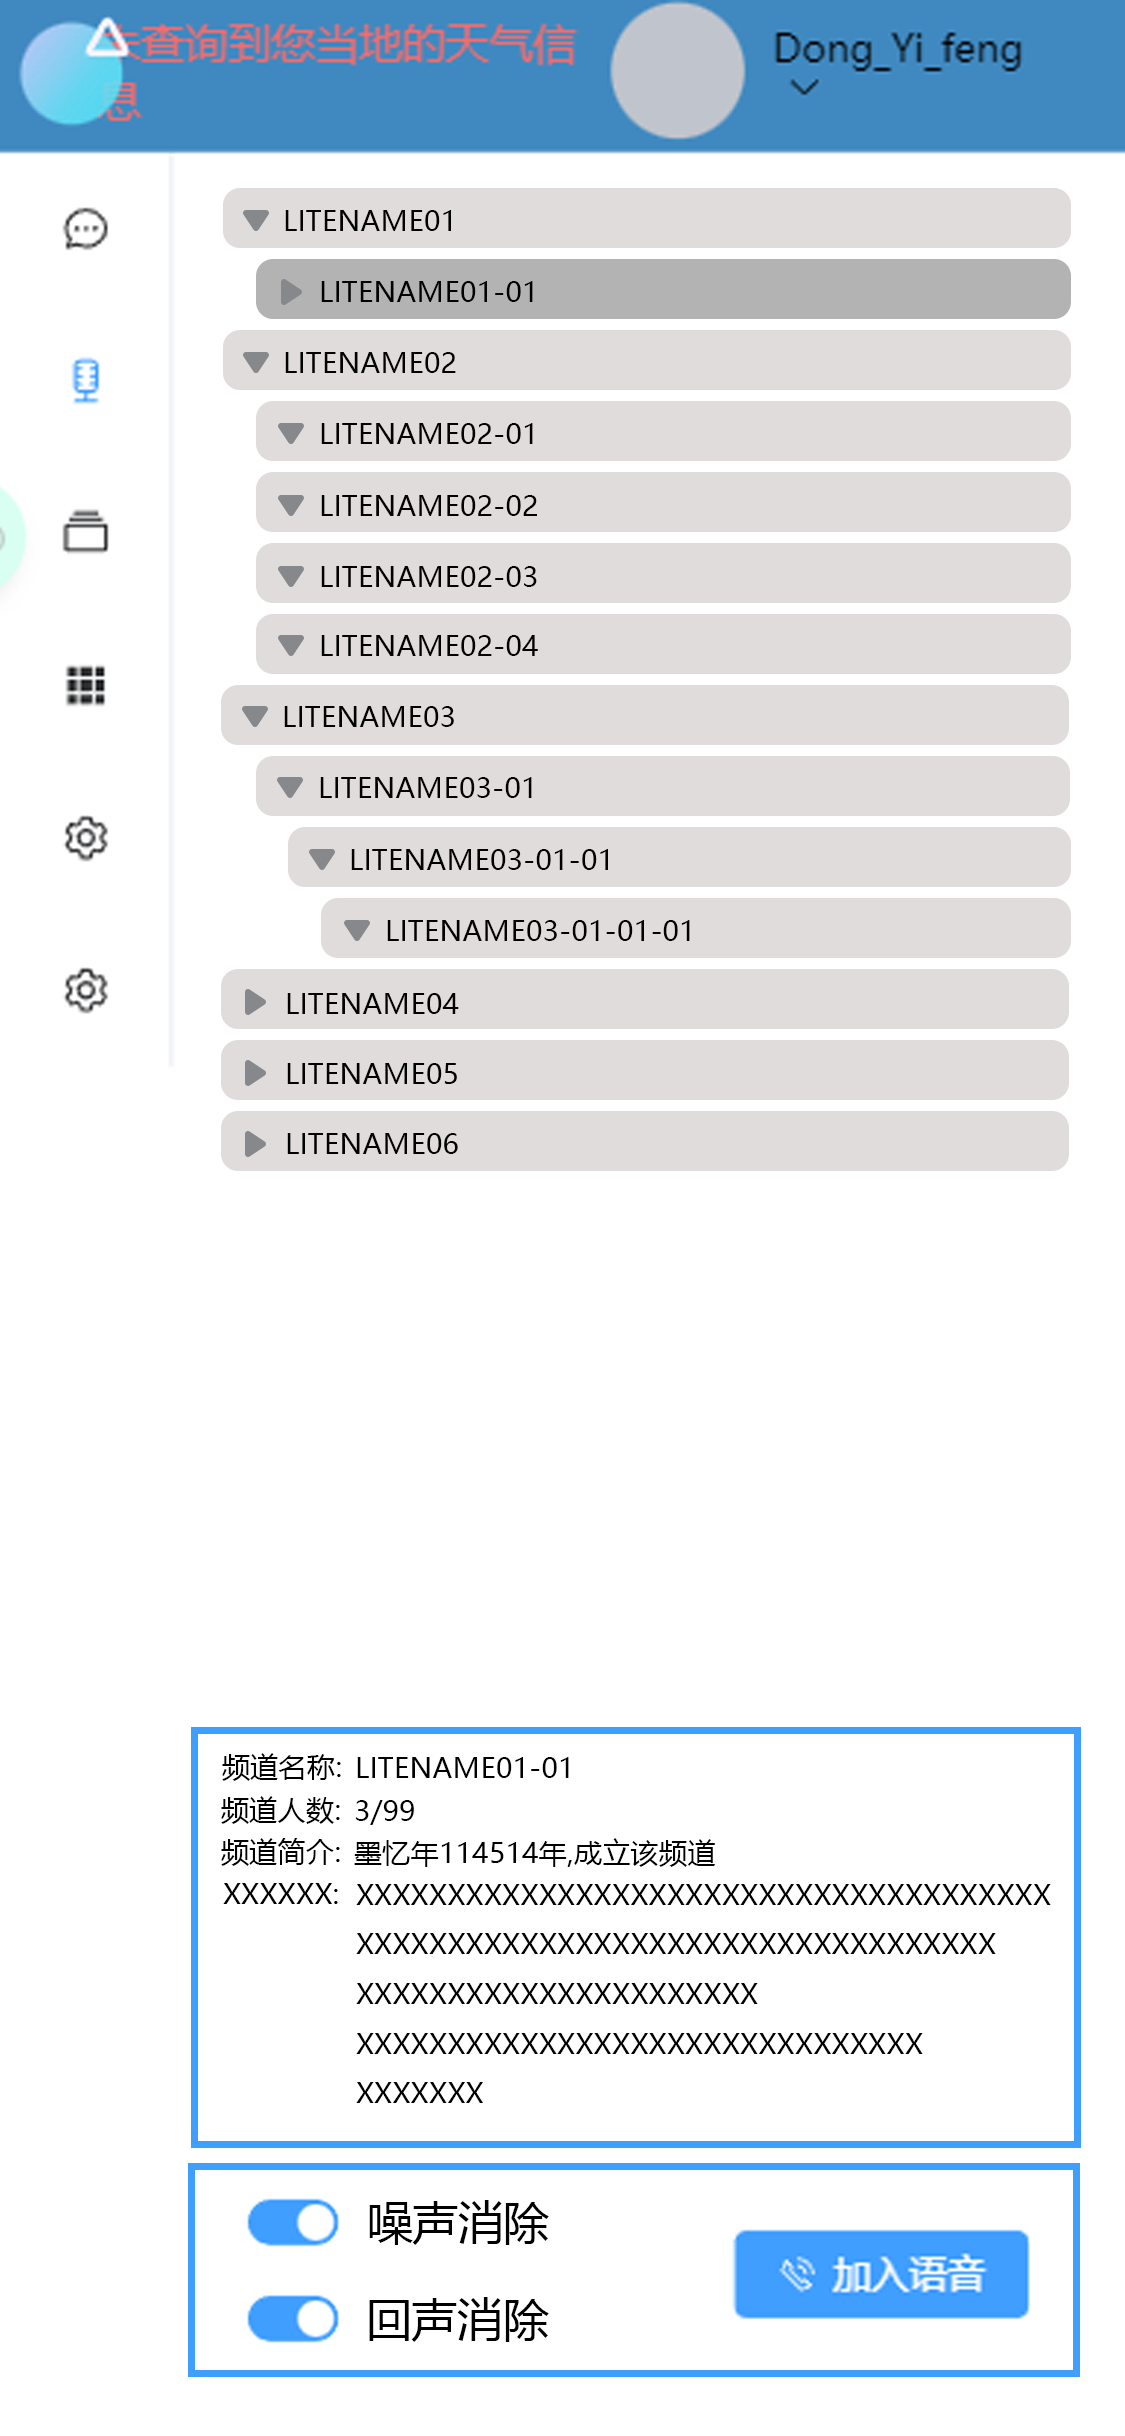 未查询到您当地的天气信
息
Dong_Yi_feng
LITENAME01
LITENAME01-01
LITENAME02
LITENAME02-01
LITENAME02-02
LITENAME02-03
LITENAME02-04
LITENAME03
LITENAME03-01
LITENAME03-01-01
LITENAME03-01-01-01
LITENAME04
LITENAME05
LITENAME06
频道名称: LITENAME01-01
频道人数: 3/99
频道简介: 墨忆年114514年,成立该频道
XXXXXX: XXXXXXXXXXXXXXXXXXXXXXXXXXXXXXXXXXXXXX
XXXXXXXXXXXXXXXXXXXXXXXXXXXXXXXXXXX
XXXXXXXXXXXXXXXXXXXXXX
XXXXXXXXXXXXXXXXXXXXXXXXXXXXXXX
XXXXXXX
噪声消除
加入语音
回声消除